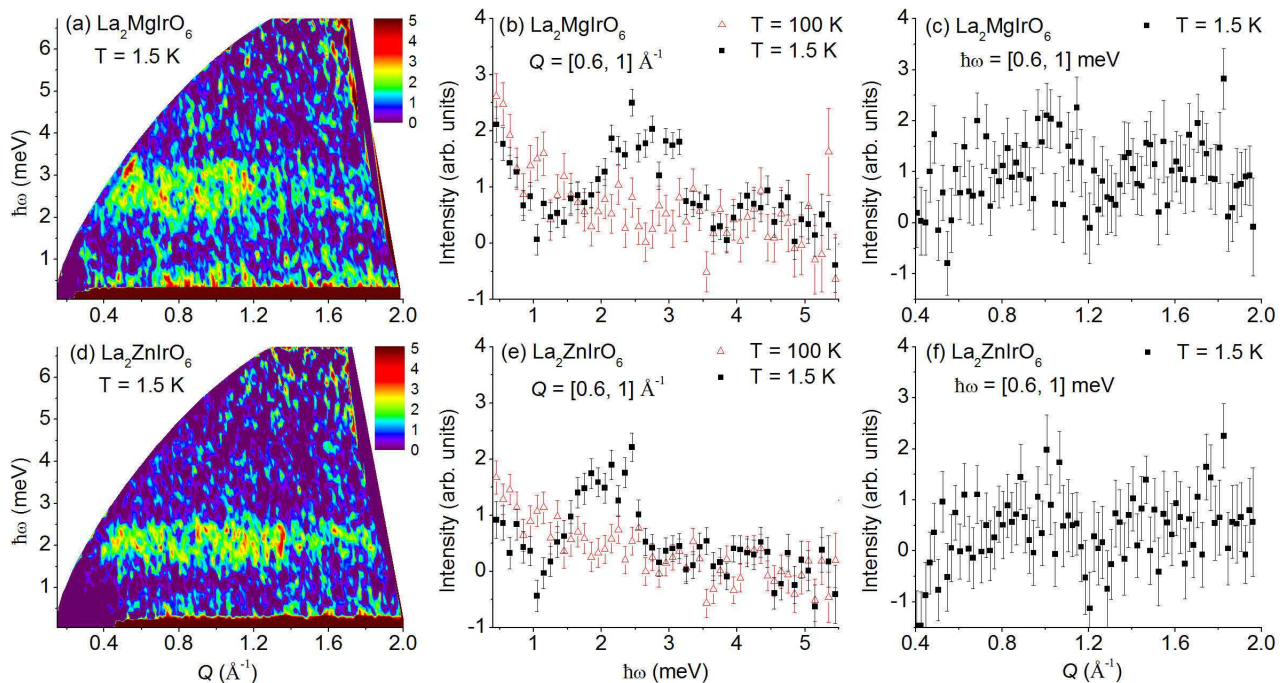 (a) La₂MgIrO₆
T = 1.5 K
5
4
3
2
1
0
6
5
4
3
2
1
ħω (meV)
0.4 0.8 1.2 1.6 2.0
(b) La₂MgIrO₆
Q = [0.6, 1] Å⁻¹
T = 100 K
T = 1.5 K
Intensity (arb. units)
4
3
2
1
0
-1
1 2 3 4 5
(c) La₂MgIrO₆
T = 1.5 K
ħω = [0.6, 1] meV
Intensity (arb. units)
4
3
2
1
0
-1
0.4 0.8 1.2 1.6 2.0
(d) La₂ZnIrO₆
T = 1.5 K
5
4
3
2
1
0
6
5
4
3
2
1
ħω (meV)
0.4 0.8 1.2 1.6 2.0
Q (Å⁻¹)
(e) La₂ZnIrO₆
Q = [0.6, 1] Å⁻¹
T = 100 K
T = 1.5 K
Intensity (arb. units)
4
3
2
1
0
-1
1 2 3 4 5
ħω (meV)
(f) La₂ZnIrO₆
T = 1.5 K
ħω = [0.6, 1] meV
Intensity (arb. units)
4
3
2
1
0
-1
0.4 0.8 1.2 1.6 2.0
Q (Å⁻¹)